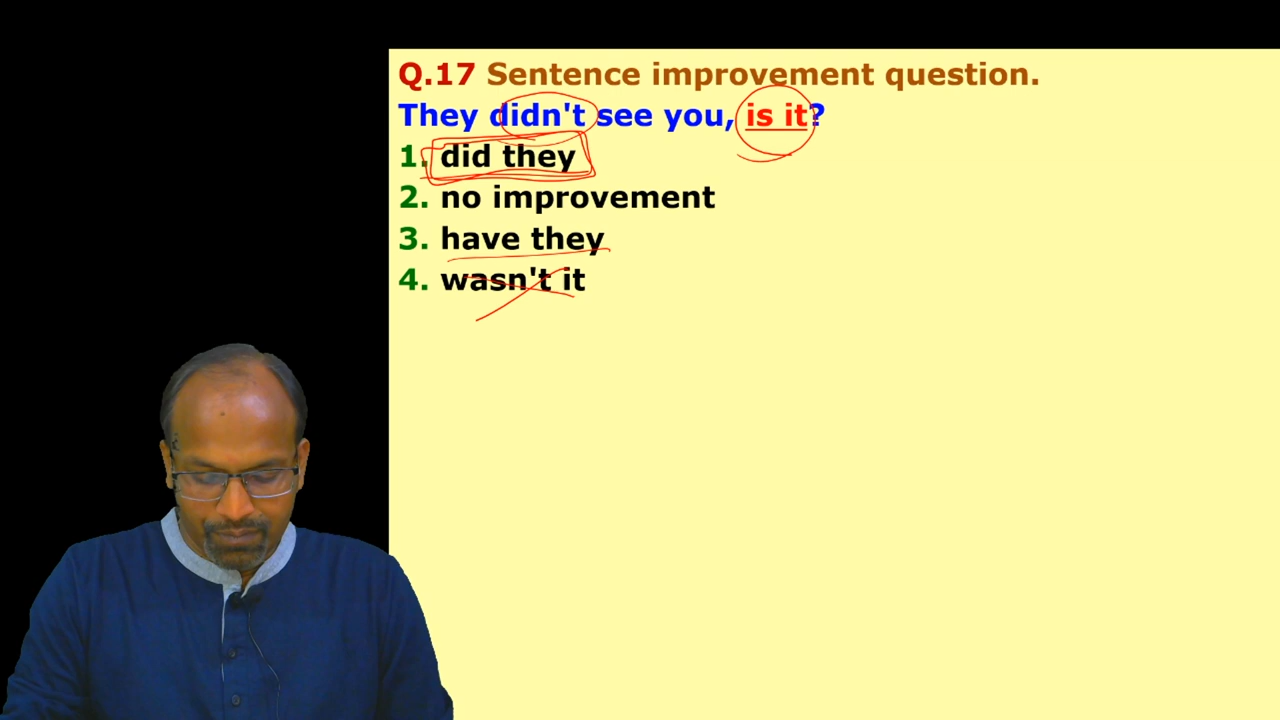 Q.17 Sentence improvement question.
They didn't see you, is it?
1. did they
2. no improvement
3. have they
4. wasn't it